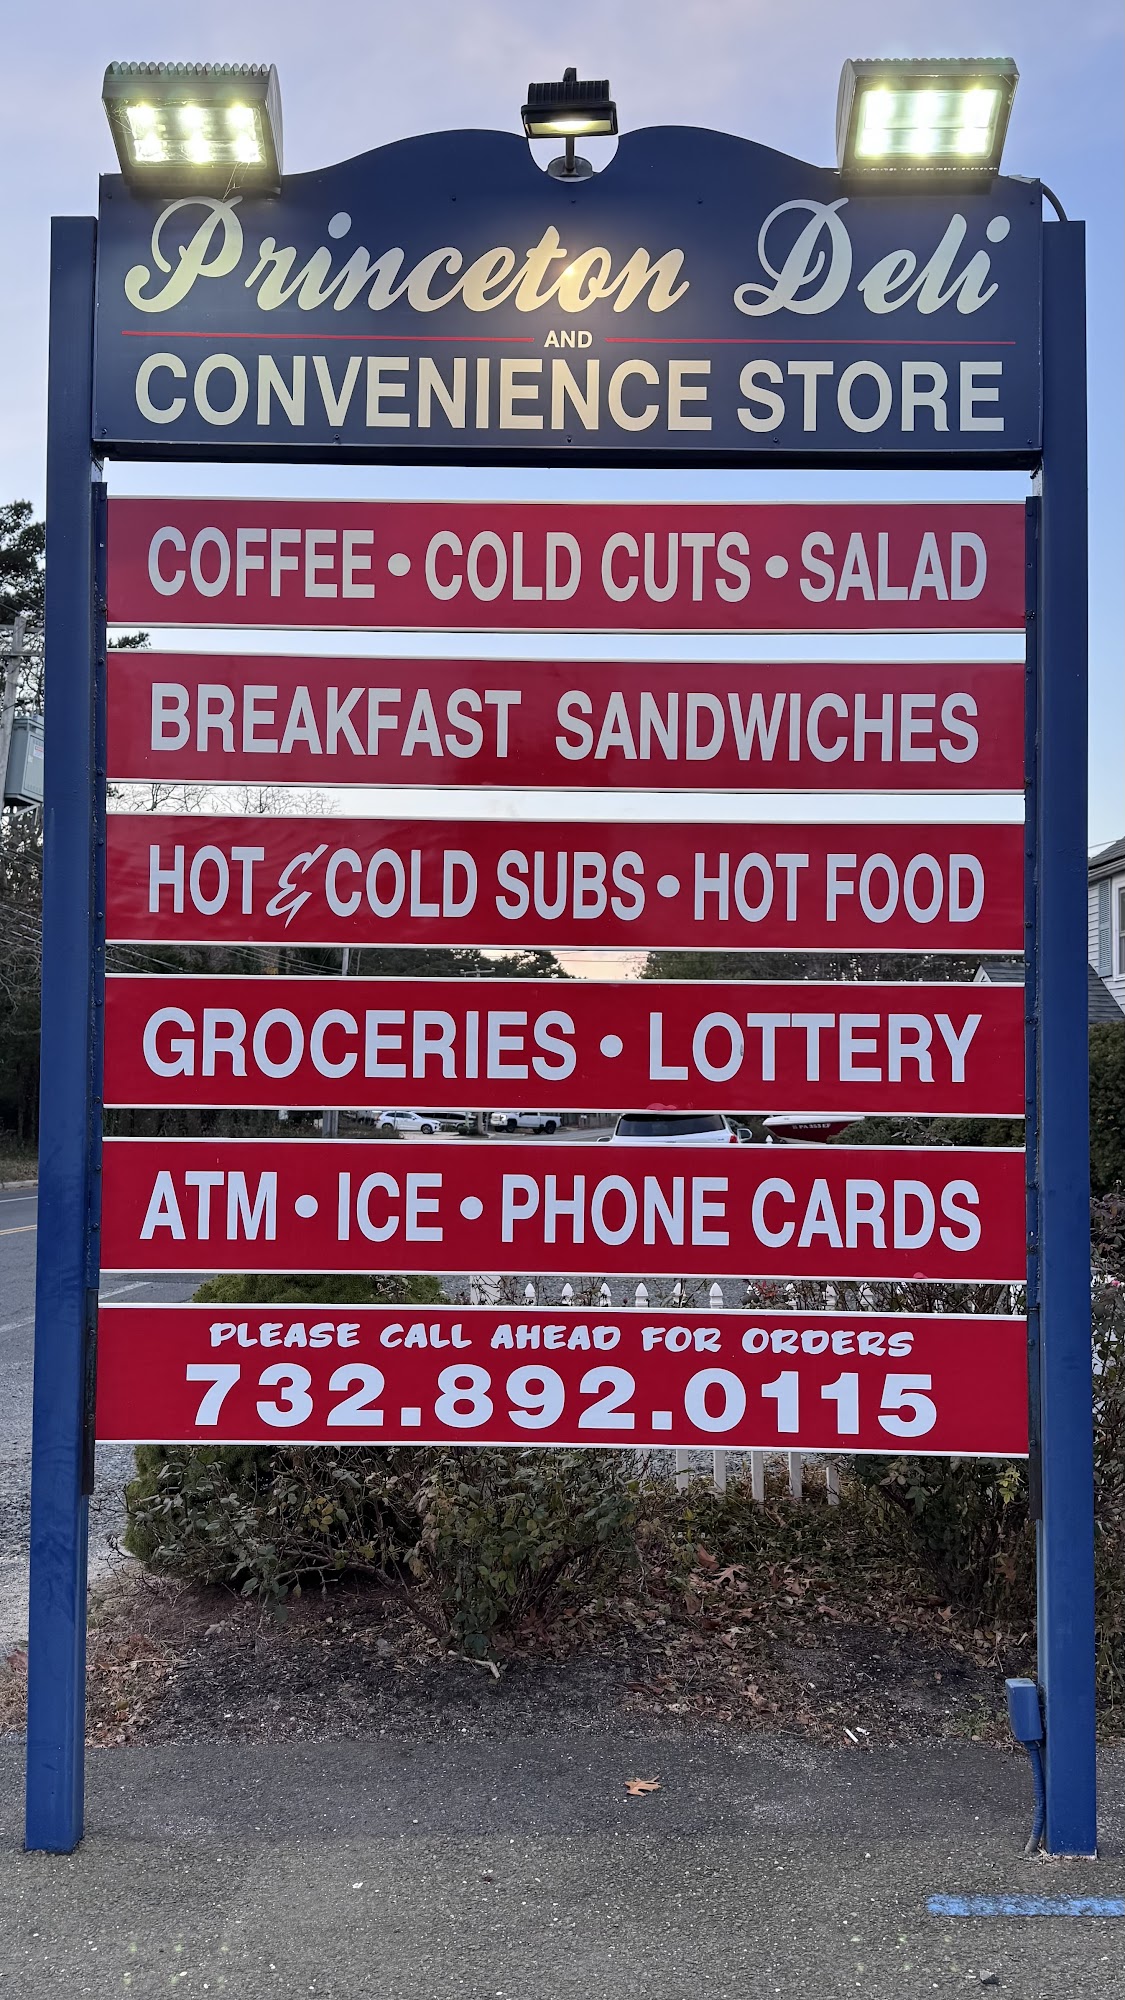 Princeton Deli
AND
CONVENIENCE STORE
COFFEE • COLD CUTS • SALAD
BREAKFAST SANDWICHES
HOT & COLD SUBS • HOT FOOD
GROCERIES • LOTTERY
ATM • ICE • PHONE CARDS
PLEASE CALL AHEAD FOR ORDERS
732.892.0115